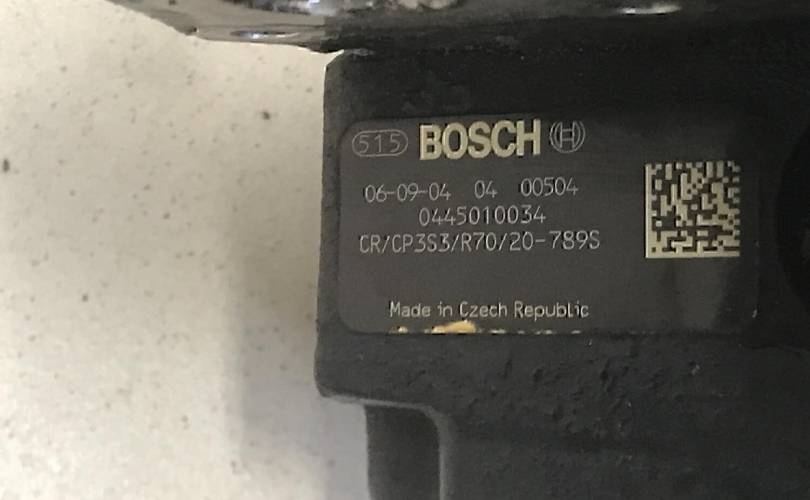 515 BOSCH
06-09-04 04 00504
0445010034
CR/CP3S3/R70/20-789S
Made in Czech Republic